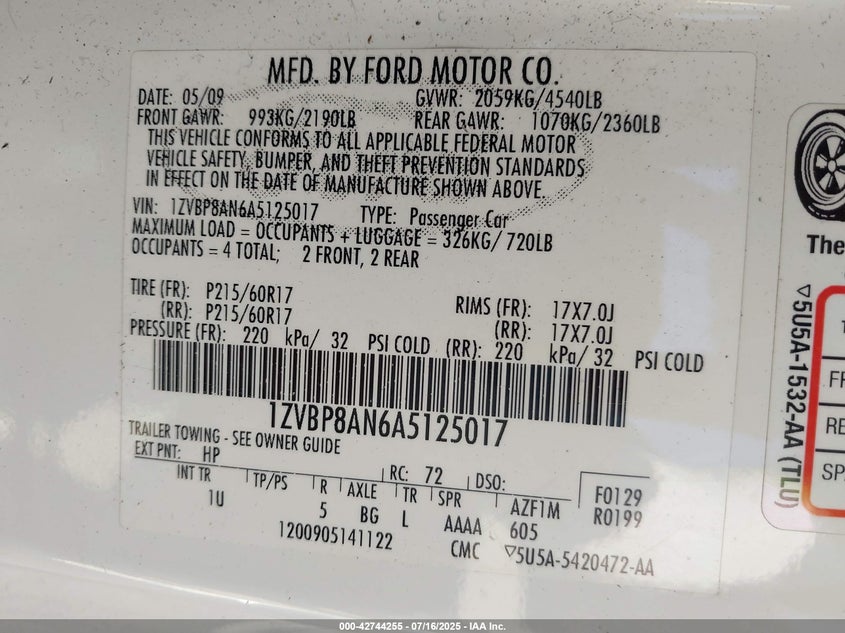 MFD. BY FORD MOTOR CO.
DATE: 05/09 GVWR: 2059KG/4540LB
FRONT GAWR: 993KG/2190LB REAR GAWR: 1070KG/2360LB
THIS VEHICLE CONFORMS TO ALL APPLICABLE FEDERAL MOTOR
VEHICLE SAFETY, BUMPER, AND THEFT PREVENTION STANDARDS
IN EFFECT ON THE DATE OF MANUFACTURE SHOWN ABOVE.
VIN: 1ZVBP8AN6A5125017 TYPE: Passenger Car
MAXIMUM LOAD = OCCUPANTS + LUGGAGE = 326KG/ 720LB
OCCUPANTS = 4 TOTAL; 2 FRONT, 2 REAR
TIRE (FR): P215/60R17 RIMS (FR): 17X7.0J
(RR): P215/60R17 (RR): 17X7.0J
PRESSURE (FR): 220 kPa/ 32 PSI COLD (RR): 220 kPa/ 32 PSI COLD
1ZVBP8AN6A5125017
TRAILER TOWING - SEE OWNER GUIDE
EXT PNT: HP RC: 72 DSO: F0129
INT TR TP/PS R AXLE TR SPR AZF1M R0199
1U 5 BG L AAAA 605
1200905141122 CMC ▽5U5A-5420472-AA
The
▽5U5A-1532-AA (TLU)
F
RE
SP
000-42744255 07/16/2025 IAA Inc.